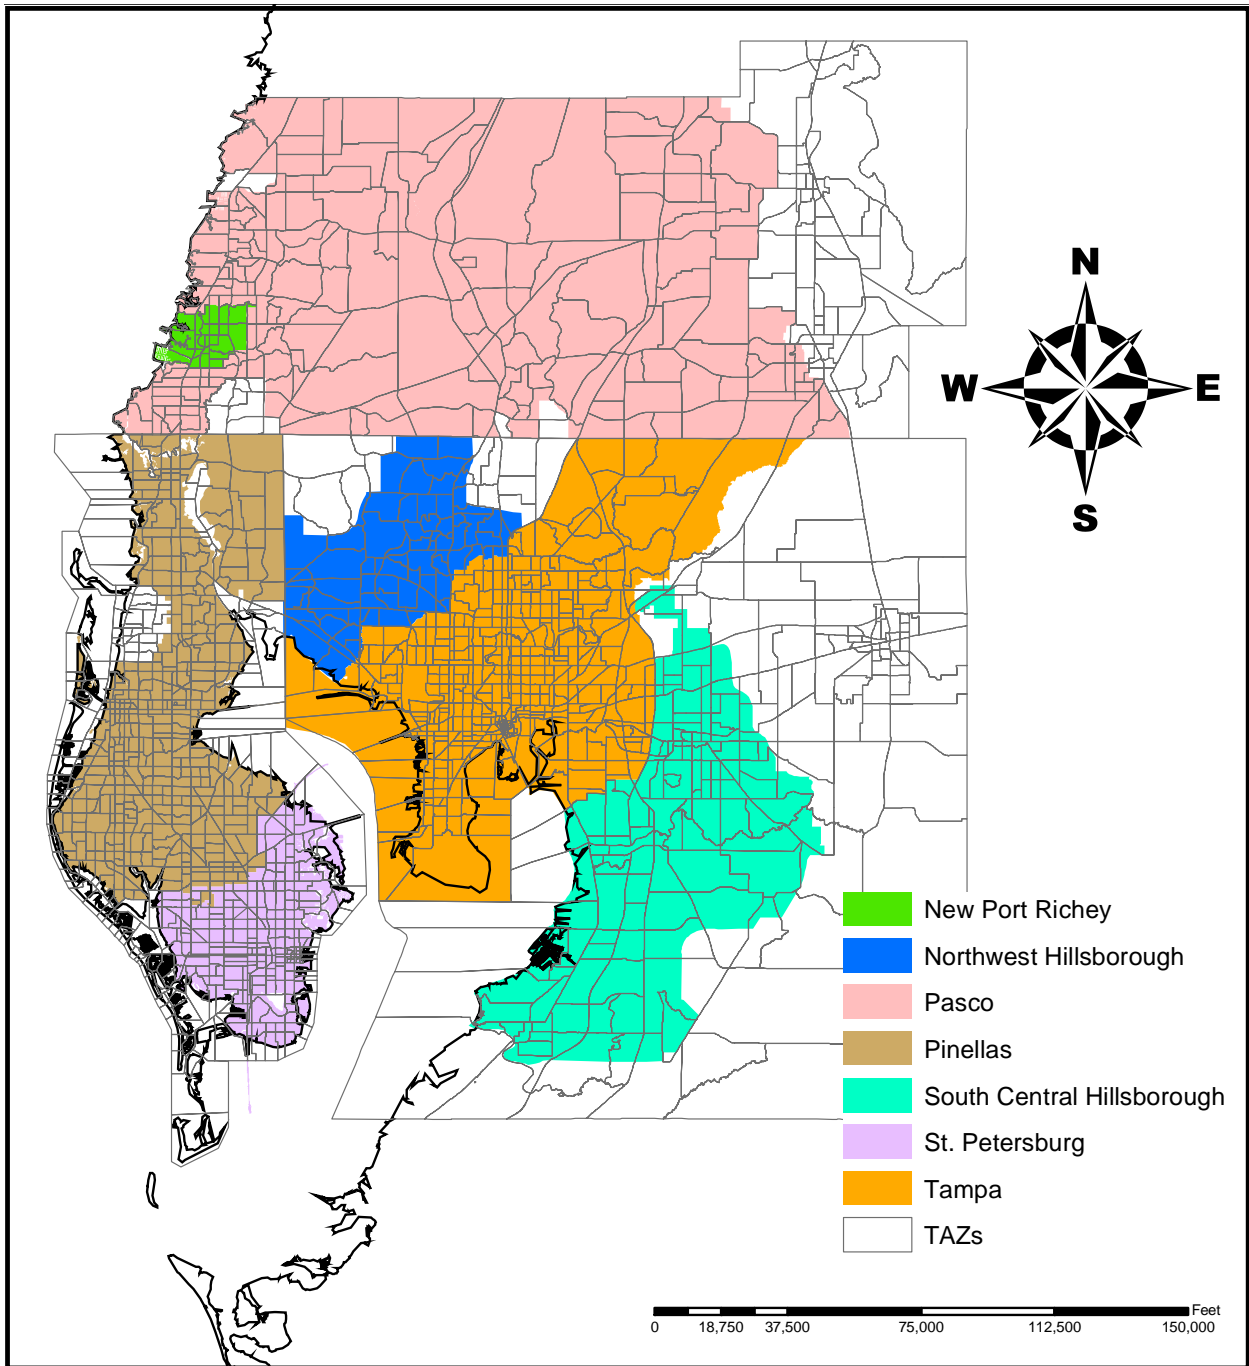 N
W E
S
New Port Richey
Northwest Hillsborough
Pasco
Pinellas
South Central Hillsborough
St. Petersburg
Tampa
TAZs
Feet
0 18,750 37,500 75,000 112,500 150,000